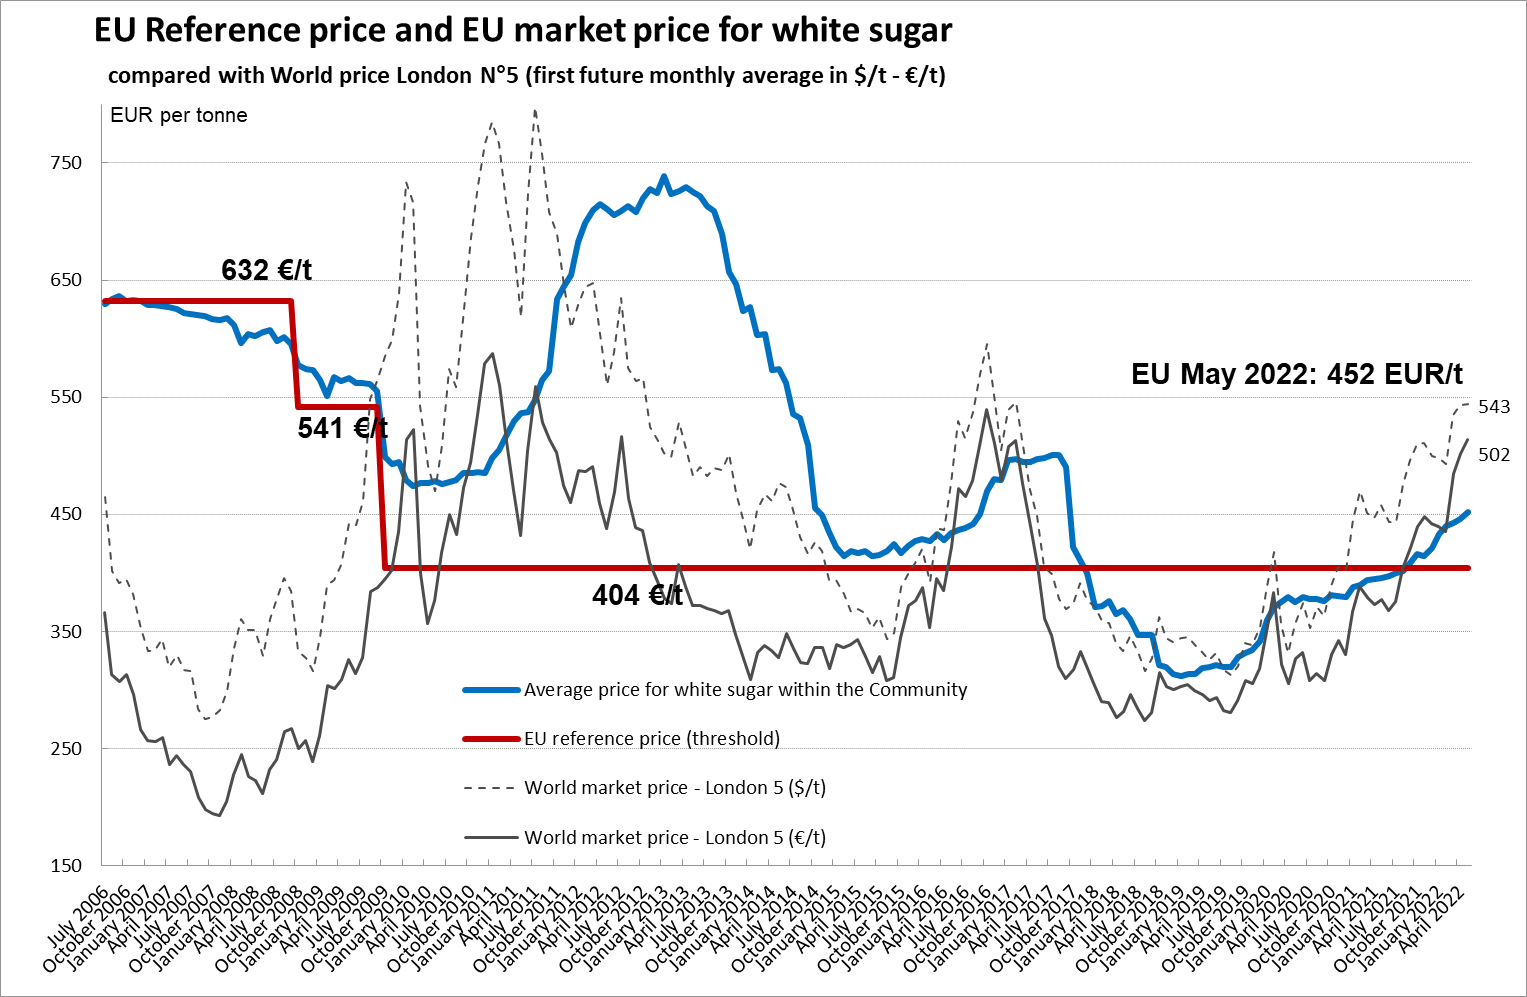 EU Reference price and EU market price for white sugar
compared with World price London N°5 (first future monthly average in $/t - €/t)
EUR per tonne
750
650
550
450
350
250
150
632 €/t
541 €/t
404 €/t
EU May 2022: 452 EUR/t
543
502
Average price for white sugar within the Community
EU reference price (threshold)
World market price - London 5 ($/t)
World market price - London 5 (€/t)
July 2006
October 2006
January 2007
April 2007
July 2007
October 2007
January 2008
April 2008
July 2008
October 2008
January 2009
April 2009
July 2009
October 2009
January 2010
April 2010
July 2010
October 2010
January 2011
April 201
July 2011
October 2011
January 2012
April 2012
July 2012
October 2012
January 2013
April 2013
July 2013
October 2013
January 2014
April 2014
July 2014
October 2014
January 2015
April 2015
July 2015
October 2015
January 2016
April 2016
July 2016
October 2016
January 2017
April 2017
July 2017
October 2017
January 2018
April 2018
July 2018
October 2018
January 2019
April 2019
July 2019
October 2019
January 2020
April 2020
July 2020
October 2020
January 2021
April 2021
July 2021
October 2021
January 2022
April 2022